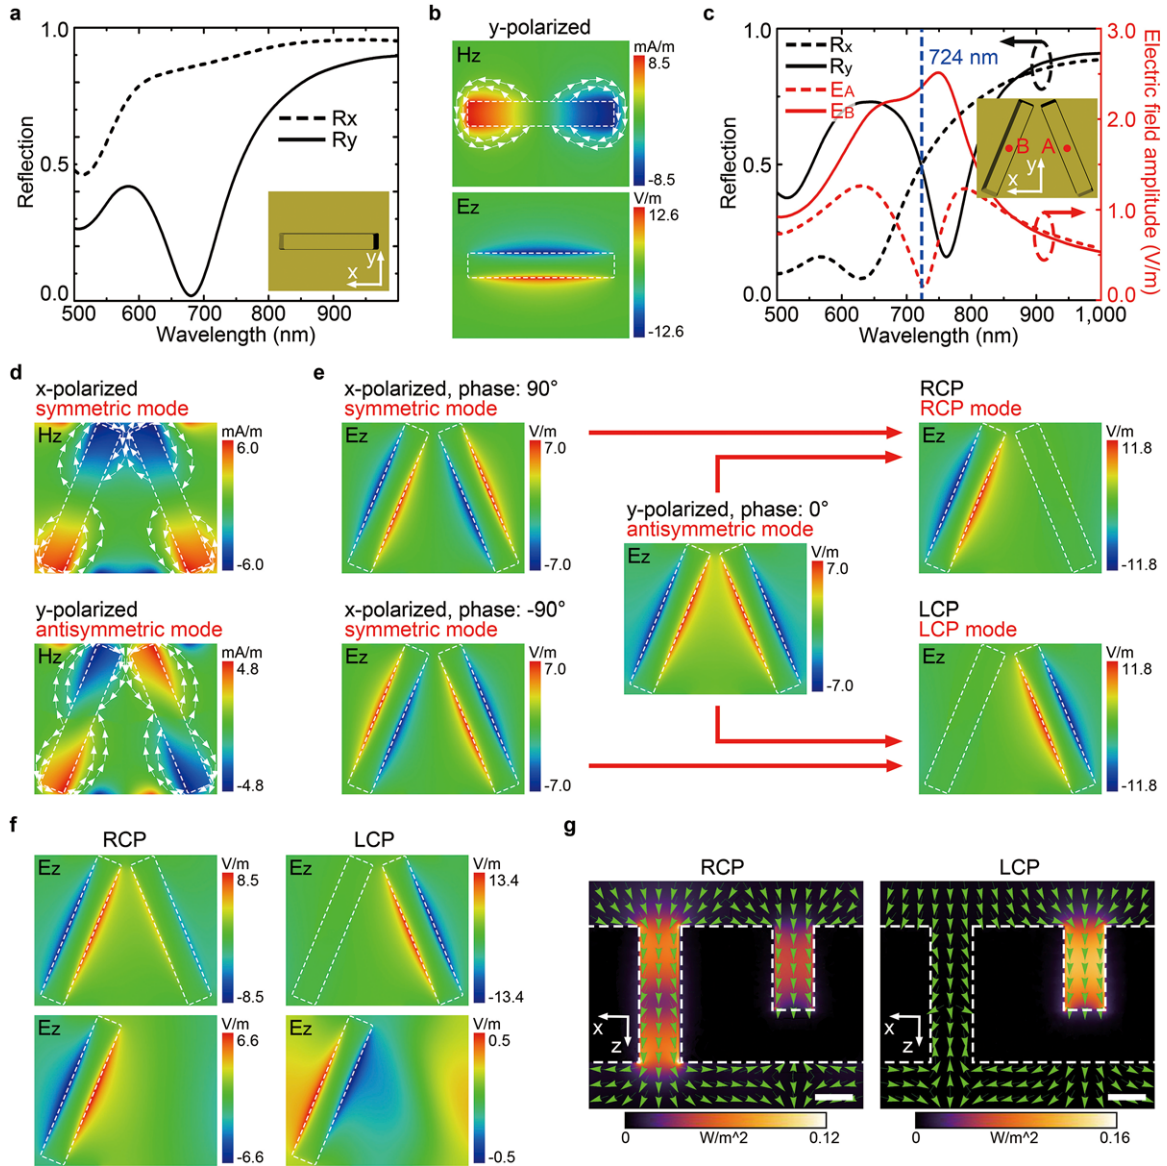 a
1.0
0.5
0.0
Reflection
Rx
Ry
y
x
500
600
700
800
900
Wavelength (nm)
b
y-polarized
Hz
mA/m
8.5
-8.5
Ez
V/m
12.6
-12.6
c
1.0
0.5
0.0
Reflection
Rx
Ry
EA
EB
724 nm
B
A
x
y
3.0
2.0
1.0
0.0
Electric field amplitude (V/m)
500
600
700
800
900
1,000
Wavelength (nm)
d
x-polarized
symmetric mode
Hz
mA/m
6.0
-6.0
y-polarized
antisymmetric mode
Hz
mA/m
4.8
-4.8
e
x-polarized, phase: 90°
symmetric mode
Ez
V/m
7.0
-7.0
x-polarized, phase: -90°
symmetric mode
Ez
V/m
7.0
-7.0
y-polarized, phase: 0°
antisymmetric mode
Ez
V/m
7.0
-7.0
RCP
RCP mode
Ez
V/m
11.8
-11.8
LCP
LCP mode
Ez
V/m
11.8
-11.8
f
RCP
LCP
Ez
V/m
8.5
-8.5
Ez
V/m
13.4
-13.4
Ez
V/m
6.6
-6.6
Ez
V/m
0.5
-0.5
g
RCP
LCP
x
z
x
z
0
W/m^2
0.12
0
W/m^2
0.16